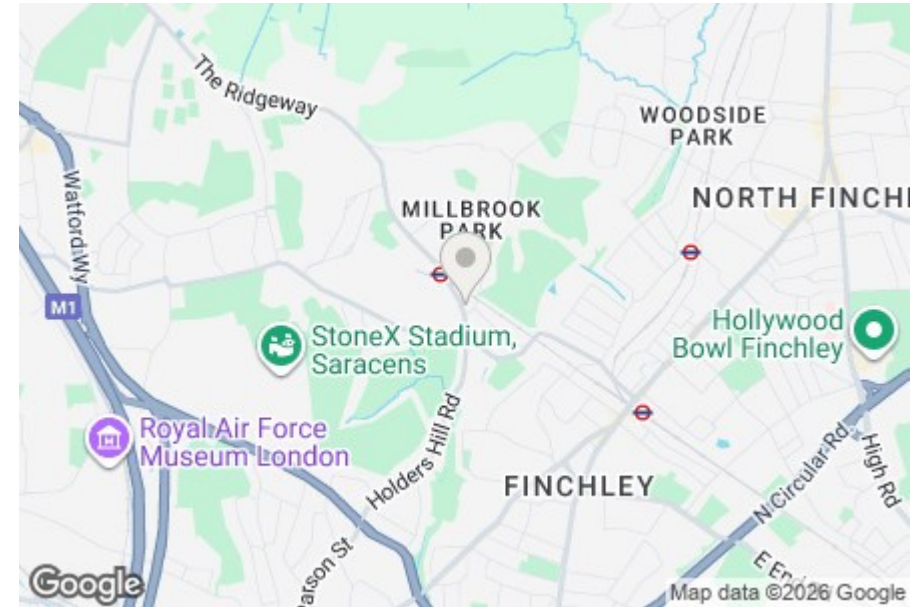 The Ridgeway
WOODSIDE
PARK
MILLBROOK
PARK
NORTH FINCH
Watford Wy
M1
StoneX Stadium,
Saracens
Hollywood
Bowl Finchley
Royal Air Force
Museum London
Holders Hill Rd
FINCHLEY
N Circular Rd
High Rd
Google
Map data ©2026 Google